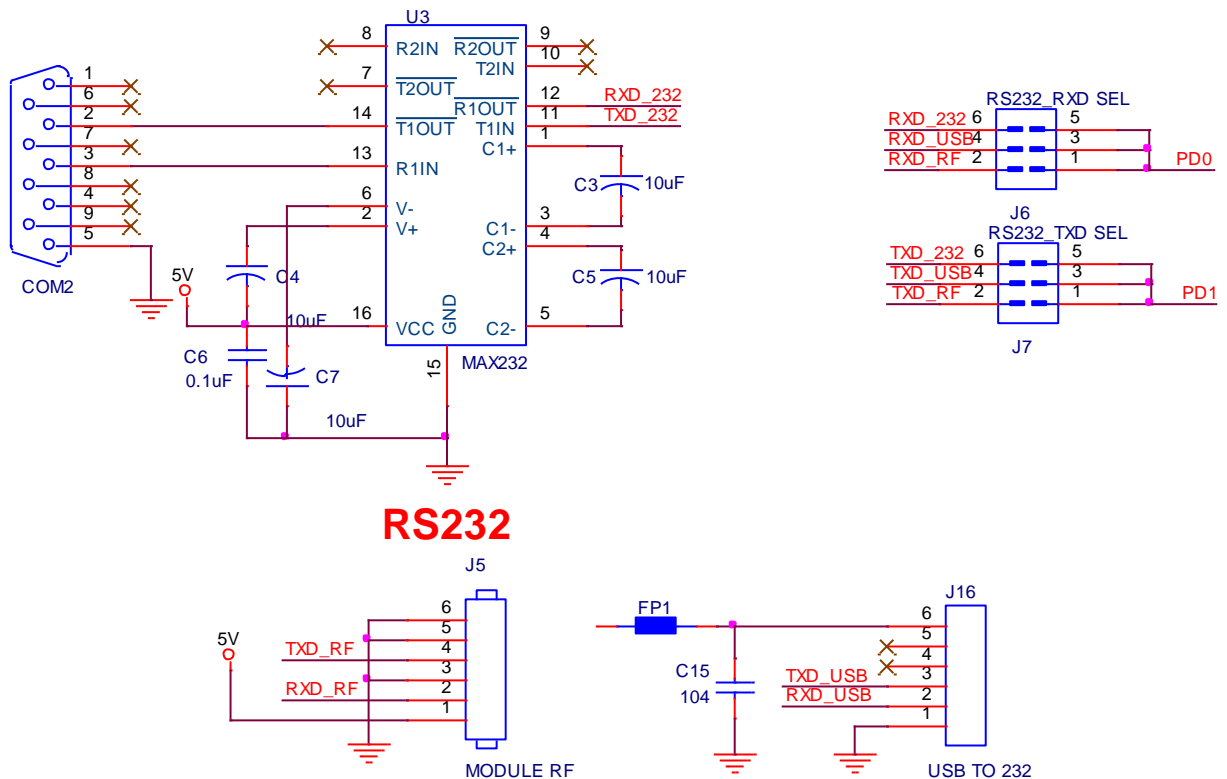 U3
8 R2IN R2OUT 9
T2IN 10
7 T2OUT
14 T1OUT R1OUT 12 RXD_232
T1IN 11 TXD_232
13 R1IN C1+ 1
6 V- C1- 3
2 V+ C2+ 4
16 VCC GND C2- 5
15
MAX232
C3 10uF
C5 10uF
1
6
2
7
3
8
4
9
5
COM2
5V
C4
10uF
C6
0.1uF
C7
10uF
RS232_RXD SEL
RXD_232 6 5
RXD_USB 4 3
RXD_RF 2 1 PD0
J6
RS232_TXD SEL
TXD_232 6 5
TXD_USB 4 3
TXD_RF 2 1 PD1
J7
RS232
J5
6
5
TXD_RF 4
3
RXD_RF 2
1
5V
MODULE RF
J16
FP1
6
5
4
TXD_USB 3
RXD_USB 2
1
C15
104
USB TO 232